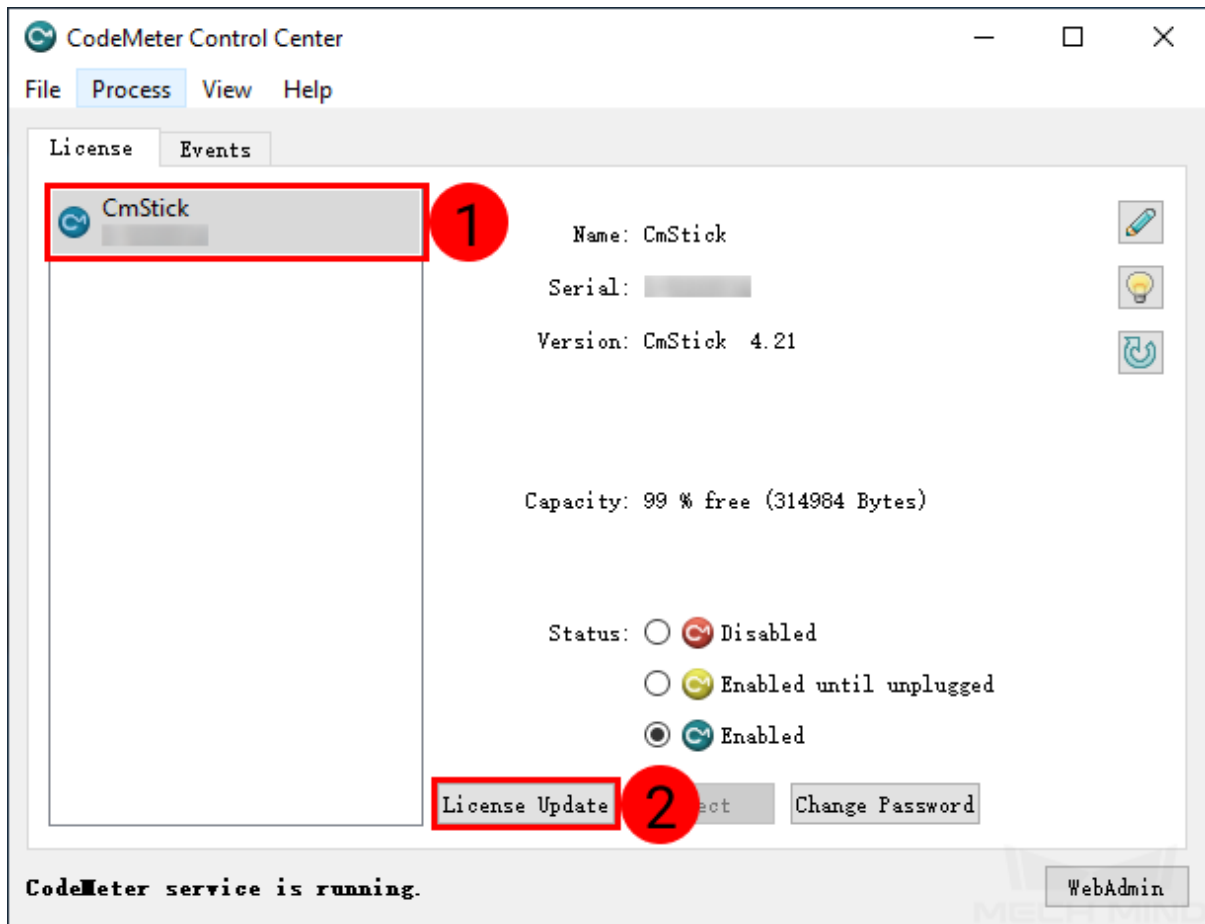 CodeMeter Control Center
File Process View Help
License Events
CmStick
1
Name: CmStick
Serial:
Version: CmStick 4.21
Capacity: 99 % free (314984 Bytes)
Status: Disabled
Enabled until unplugged
Enabled
License Update 2 Change Password
CodeMeter service is running.
WebAdmin
MECH MIND